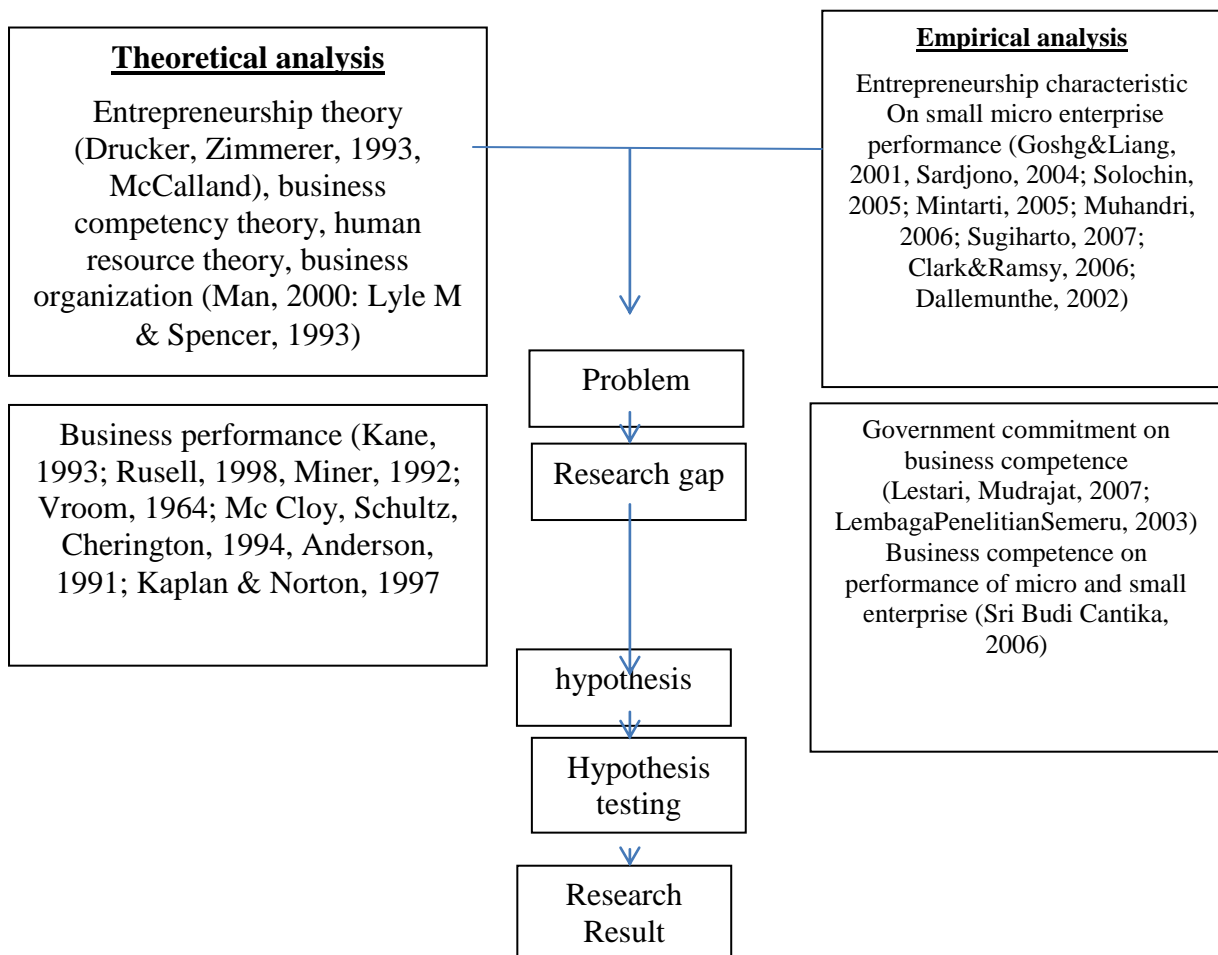 Theoretical analysis
Entrepreneurship theory
(Drucker, Zimmerer, 1993,
McCalland), business
competency theory, human
resource theory, business
organization (Man, 2000: Lyle M
& Spencer, 1993)
Empirical analysis
Entrepreneurship characteristic
On small micro enterprise
performance (Goshg&Liang,
2001, Sardjono, 2004; Solochin,
2005; Mintarti, 2005; Muhandri,
2006; Sugiharto, 2007;
Clark&Ramsy, 2006;
Dallemunthe, 2002)
Problem
Business performance (Kane,
1993; Rusell, 1998, Miner, 1992;
Vroom, 1964; Mc Cloy, Schultz,
Cherington, 1994, Anderson,
1991; Kaplan & Norton, 1997
Research gap
Government commitment on
business competence
(Lestari, Mudrajat, 2007;
LembagaPenelitianSemeru, 2003)
Business competence on
performance of micro and small
enterprise (Sri Budi Cantika,
2006)
hypothesis
Hypothesis
testing
Research
Result